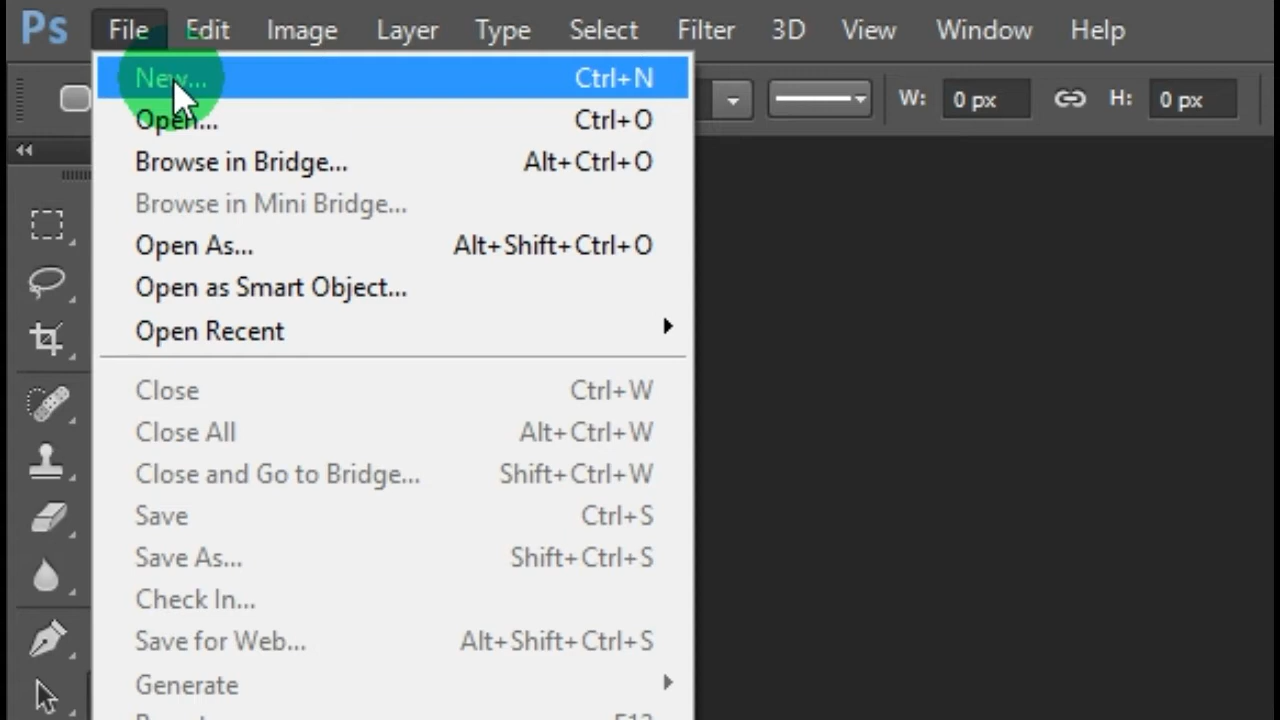 Ps File Edit Image Layer Type Select Filter 3D View Window Help
New... Ctrl+N
W: 0 px H: 0 px
Open... Ctrl+O
Browse in Bridge... Alt+Ctrl+O
Browse in Mini Bridge...
Open As... Alt+Shift+Ctrl+O
Open as Smart Object...
Open Recent
Close Ctrl+W
Close All Alt+Ctrl+W
Close and Go to Bridge... Shift+Ctrl+W
Save Ctrl+S
Save As... Shift+Ctrl+S
Check In...
Save for Web... Alt+Shift+Ctrl+S
Generate
F12